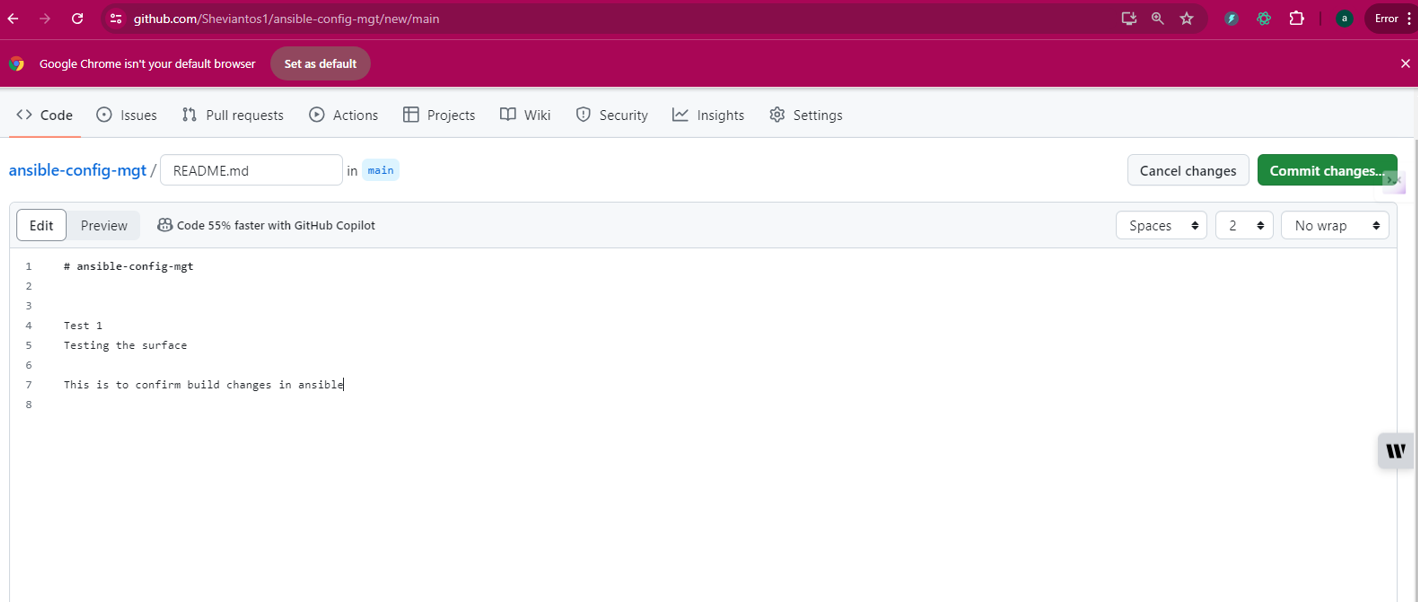 github.com/Sheviantos1/ansible-config-mgt/new/main
a
Error
Google Chrome isn't your default browser
Set as default
Code
Issues
Pull requests
Actions
Projects
Wiki
Security
Insights
Settings
ansible-config-mgt / README.md in main
Cancel changes
Commit changes...
Edit
Preview
Code 55% faster with GitHub Copilot
Spaces
2
No wrap
1 # ansible-config-mgt
2
3
4 Test 1
5 Testing the surface
6
7 This is to confirm build changes in ansible
8
W